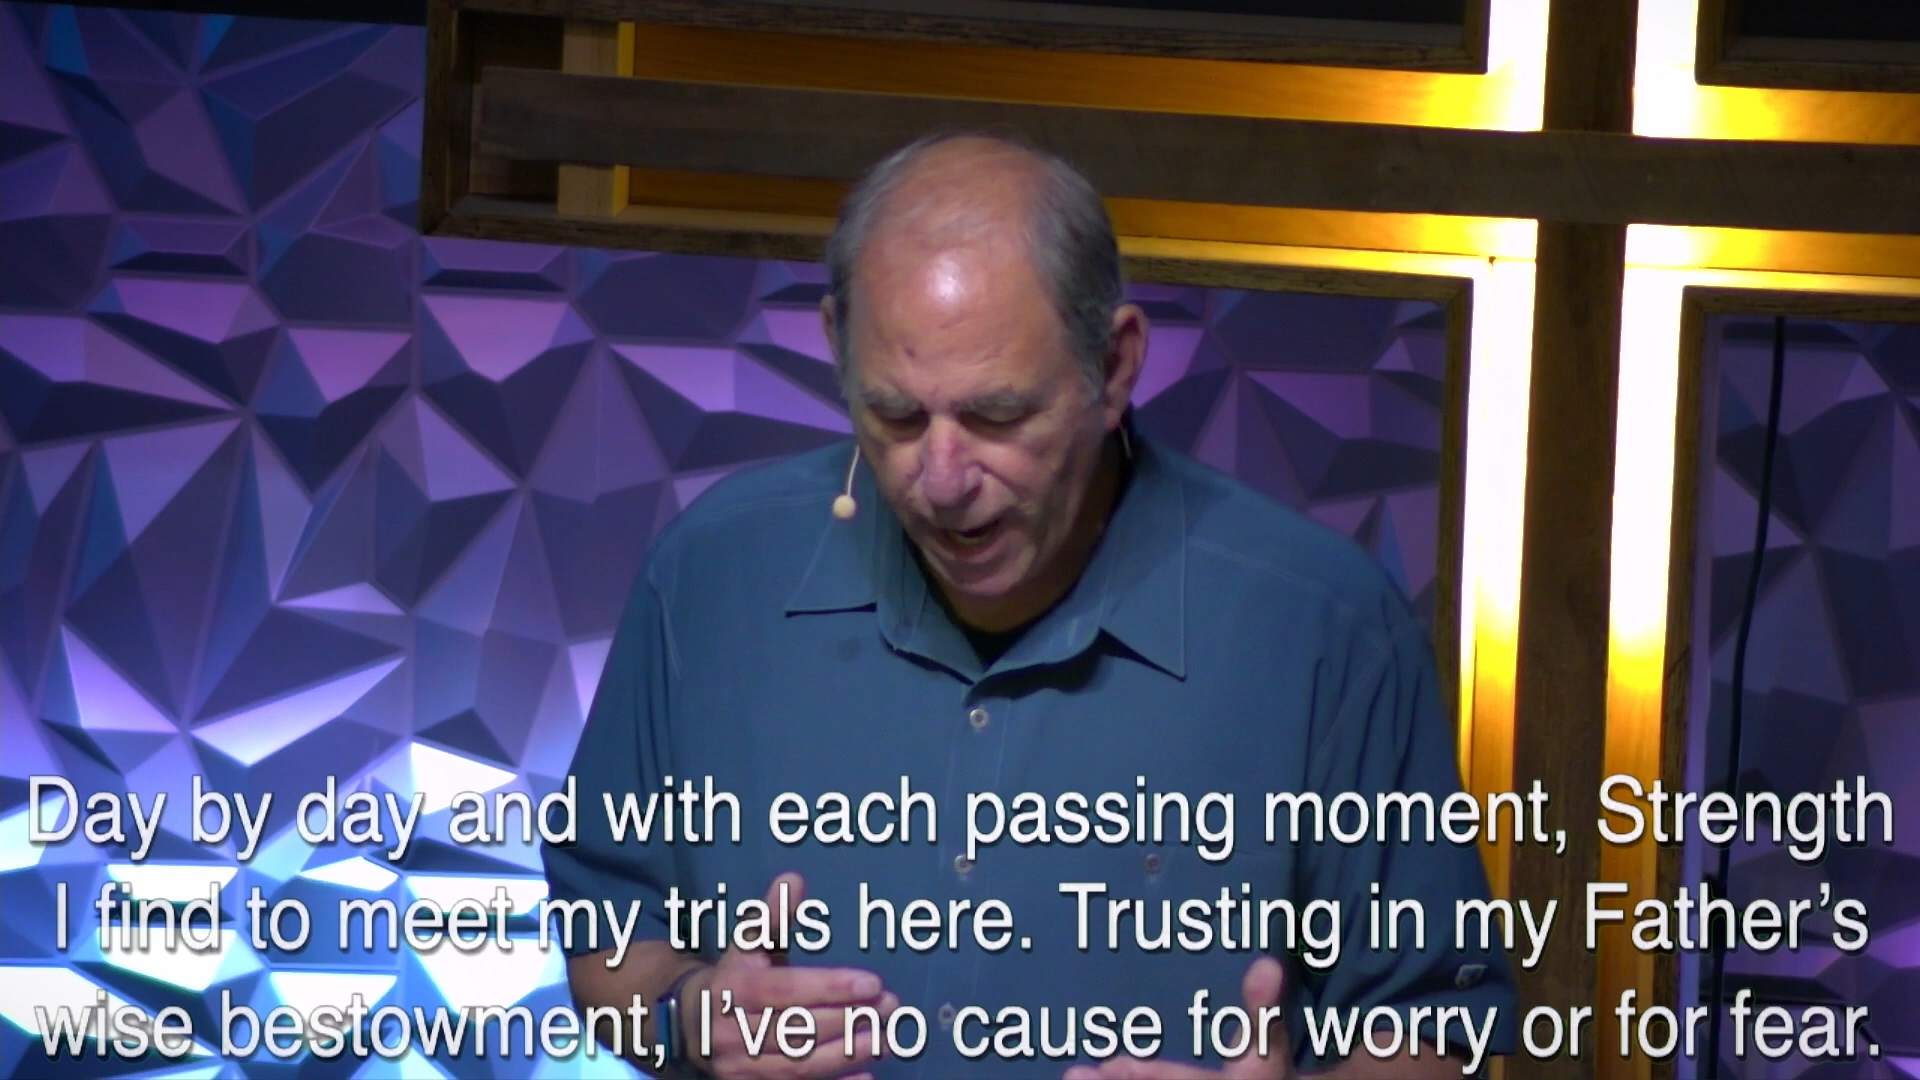 Day by day and with each passing moment, Strength
I find to meet my trials here. Trusting in my Father’s
wise bestowment, I’ve no cause for worry or for fear.